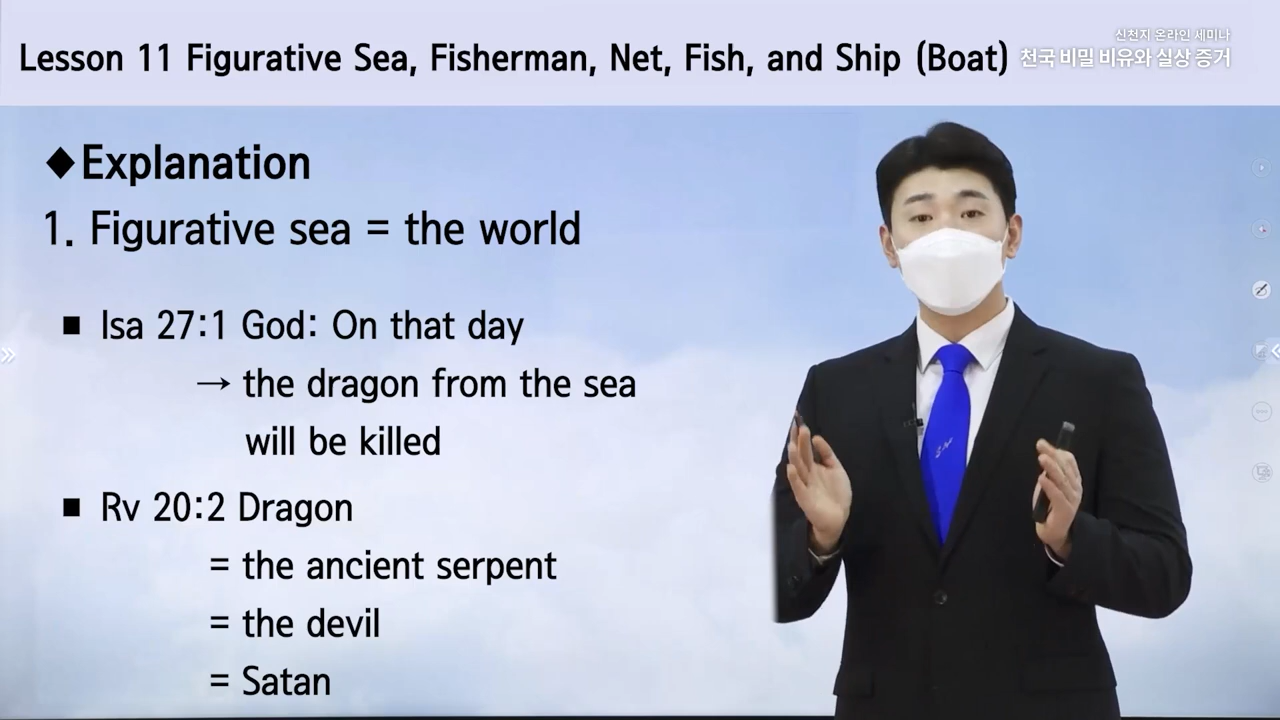 Lesson 11 Figurative Sea, Fisherman, Net, Fish, and Ship (Boat)
신천지 온라인 세미나
천국 비밀 비유와 실상 증거
◆Explanation
1. Figurative sea = the world
■ Isa 27:1 God: On that day
→ the dragon from the sea
will be killed
■ Rv 20:2 Dragon
= the ancient serpent
= the devil
= Satan